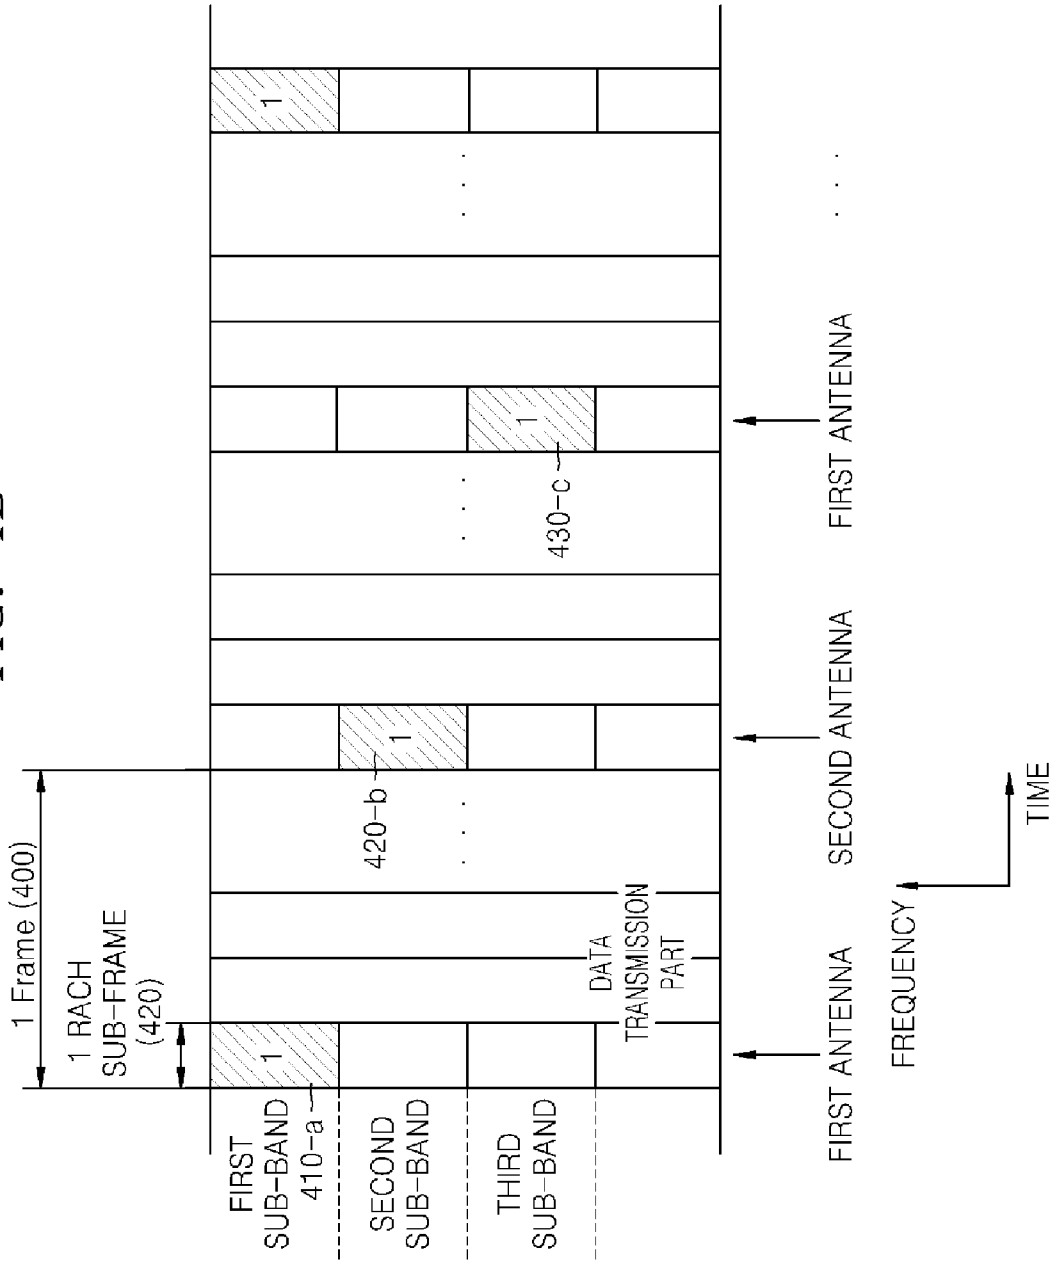 1 Frame (400)
1 RACH
SUB-FRAME
(420)
FIRST
SUB-BAND
410-a
SECOND
SUB-BAND
THIRD
SUB-BAND
1
420-b
1
430-c
1
1
DATA
TRANSMISSION
PART
FIRST ANTENNA
SECOND ANTENNA
FIRST ANTENNA
FREQUENCY
TIME